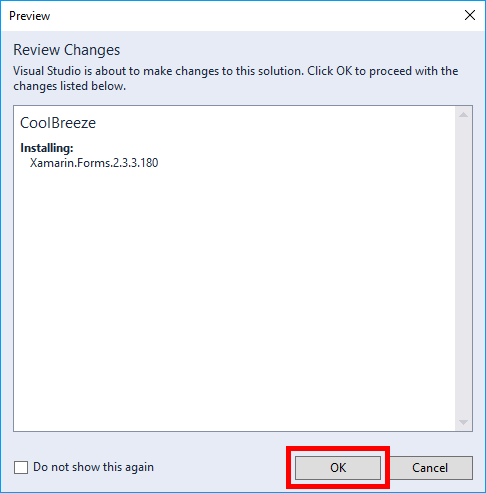 Preview
Review Changes
Visual Studio is about to make changes to this solution. Click OK to proceed with the
changes listed below.
CoolBreeze
Installing:
Xamarin.Forms.2.3.3.180
Do not show this again
OK
Cancel